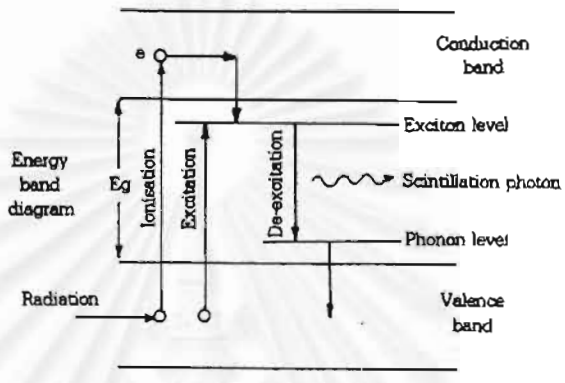 Conduction
band
e
Exciton level
Energy
band
diagram
Eg
Ionisation
Excitation
De-excitation
Scintillation photon
Phonon level
Radiation
Valence
band